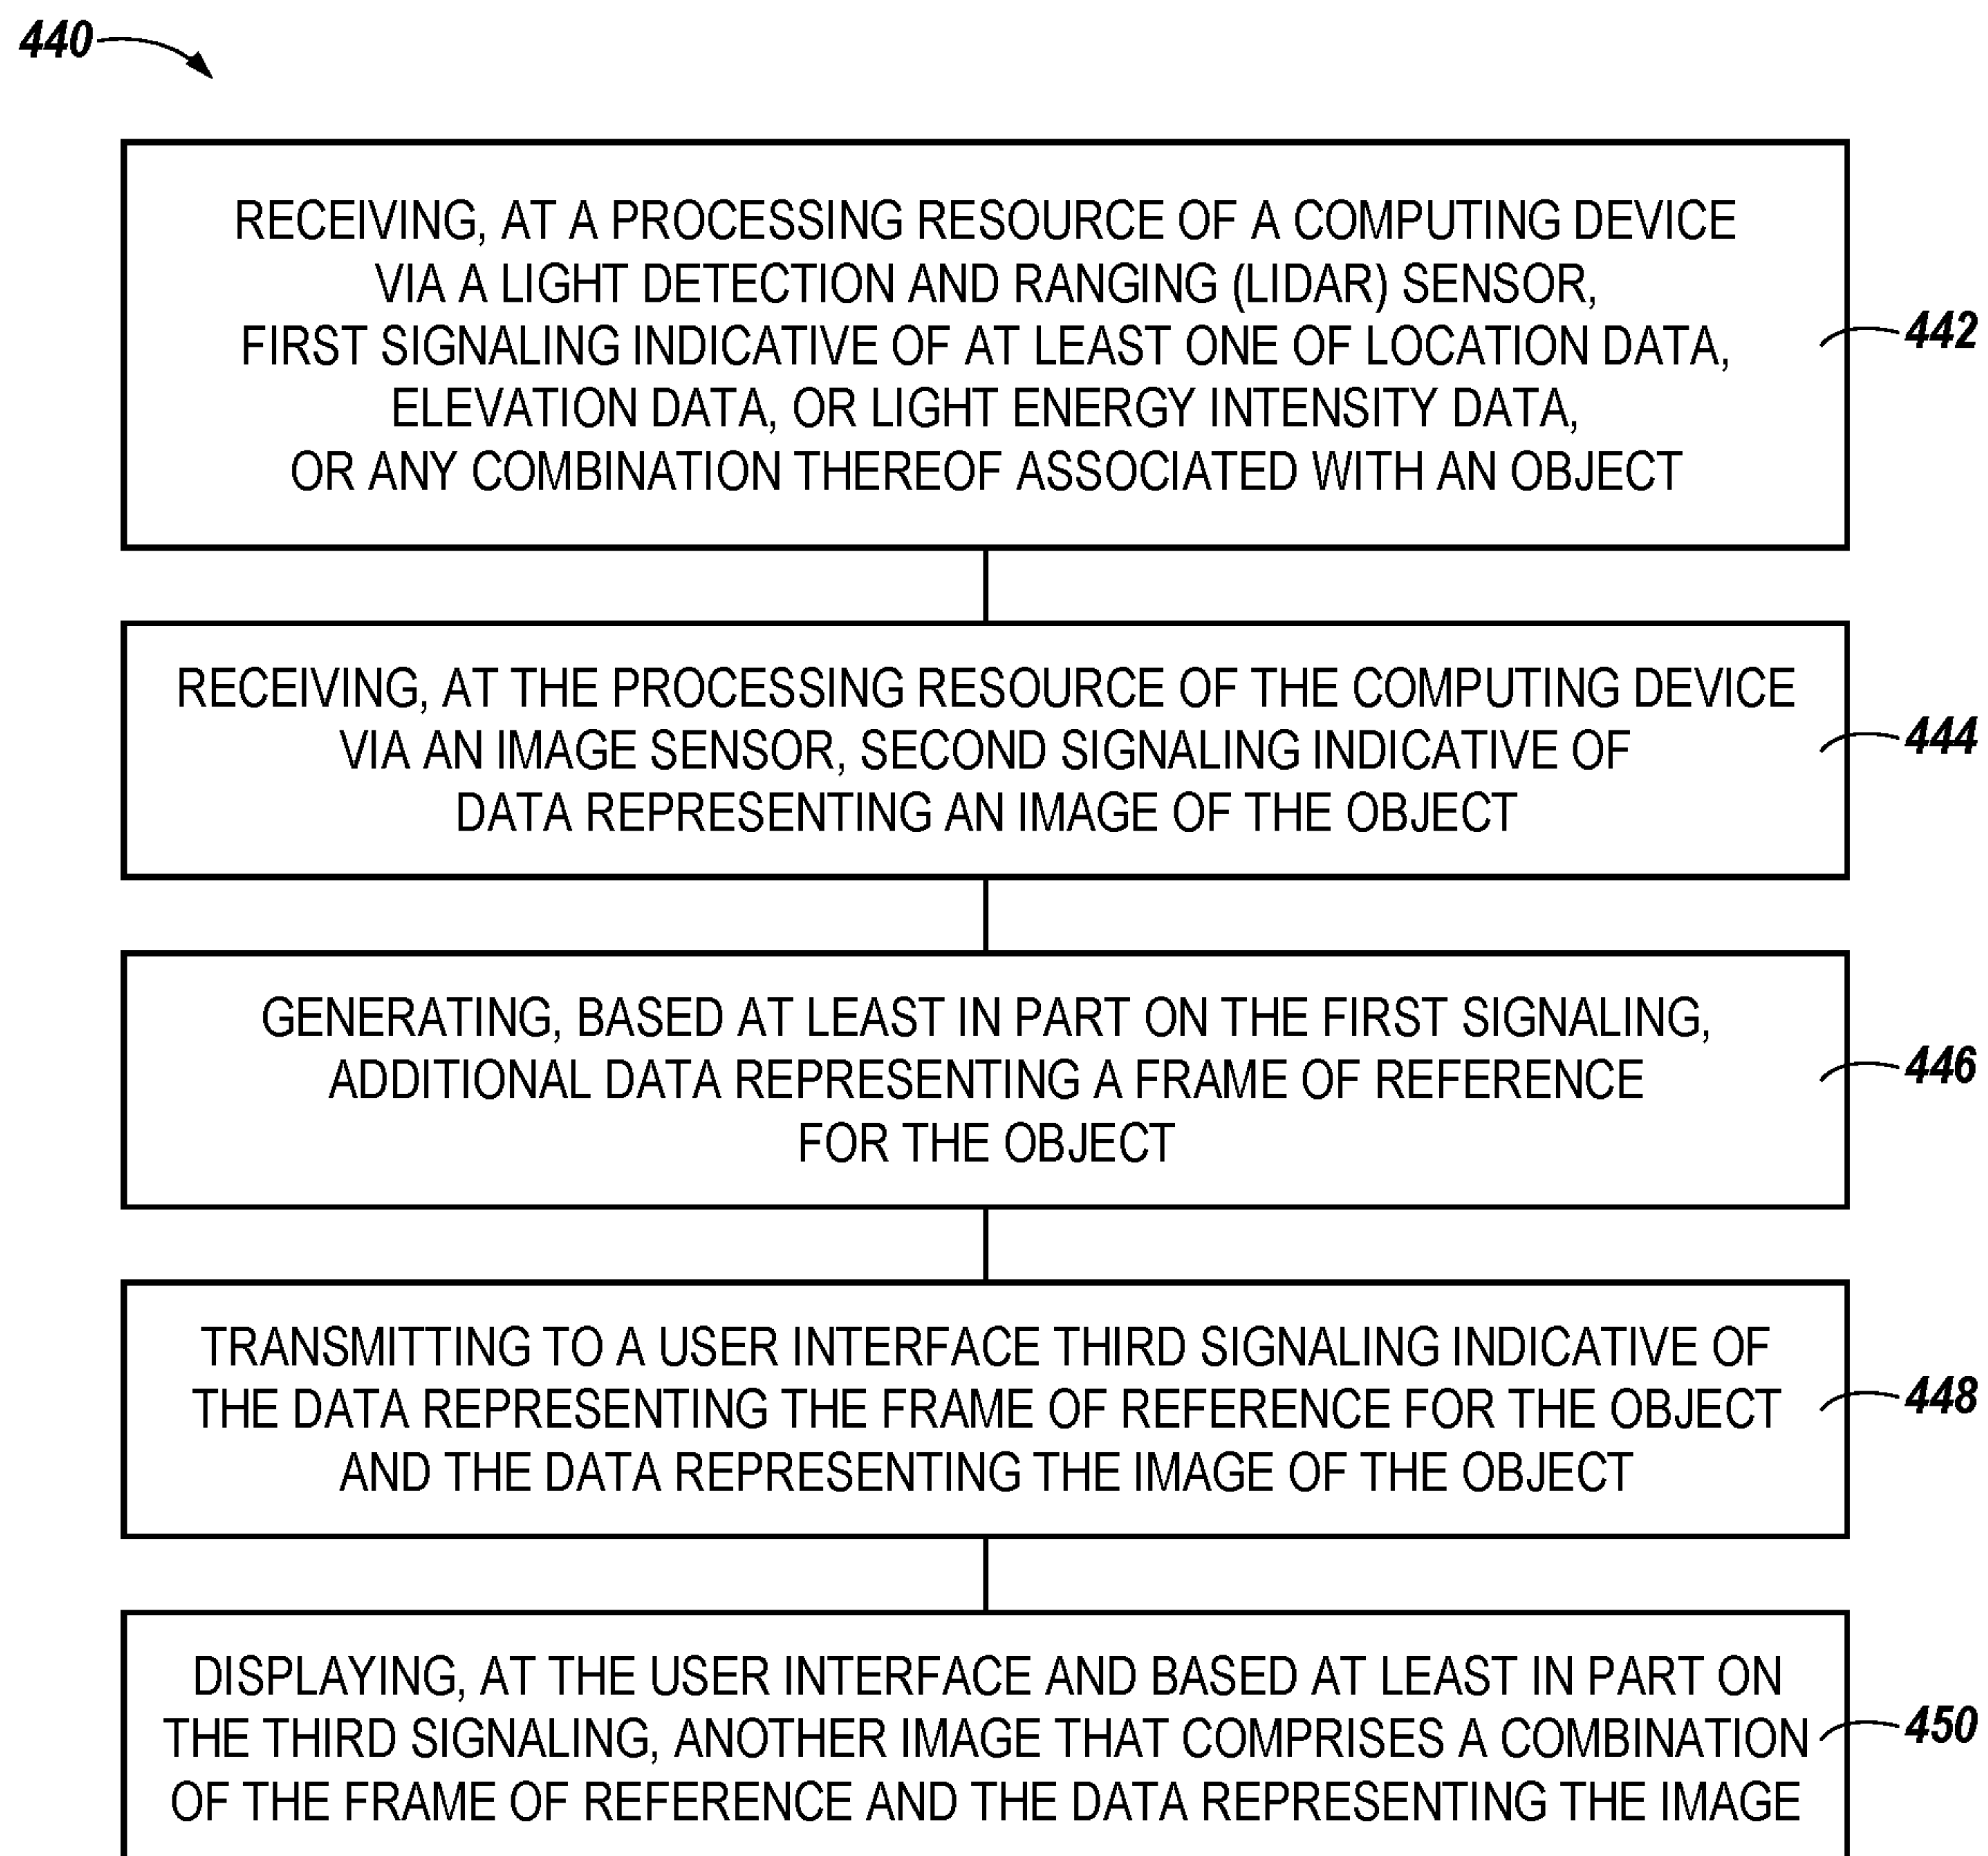 440
RECEIVING, AT A PROCESSING RESOURCE OF A COMPUTING DEVICE
VIA A LIGHT DETECTION AND RANGING (LIDAR) SENSOR,
FIRST SIGNALING INDICATIVE OF AT LEAST ONE OF LOCATION DATA,
ELEVATION DATA, OR LIGHT ENERGY INTENSITY DATA,
OR ANY COMBINATION THEREOF ASSOCIATED WITH AN OBJECT
442
RECEIVING, AT THE PROCESSING RESOURCE OF THE COMPUTING DEVICE
VIA AN IMAGE SENSOR, SECOND SIGNALING INDICATIVE OF
DATA REPRESENTING AN IMAGE OF THE OBJECT
444
GENERATING, BASED AT LEAST IN PART ON THE FIRST SIGNALING,
ADDITIONAL DATA REPRESENTING A FRAME OF REFERENCE
FOR THE OBJECT
446
TRANSMITTING TO A USER INTERFACE THIRD SIGNALING INDICATIVE OF
THE DATA REPRESENTING THE FRAME OF REFERENCE FOR THE OBJECT
AND THE DATA REPRESENTING THE IMAGE OF THE OBJECT
448
DISPLAYING, AT THE USER INTERFACE AND BASED AT LEAST IN PART ON
THE THIRD SIGNALING, ANOTHER IMAGE THAT COMPRISES A COMBINATION
OF THE FRAME OF REFERENCE AND THE DATA REPRESENTING THE IMAGE
450